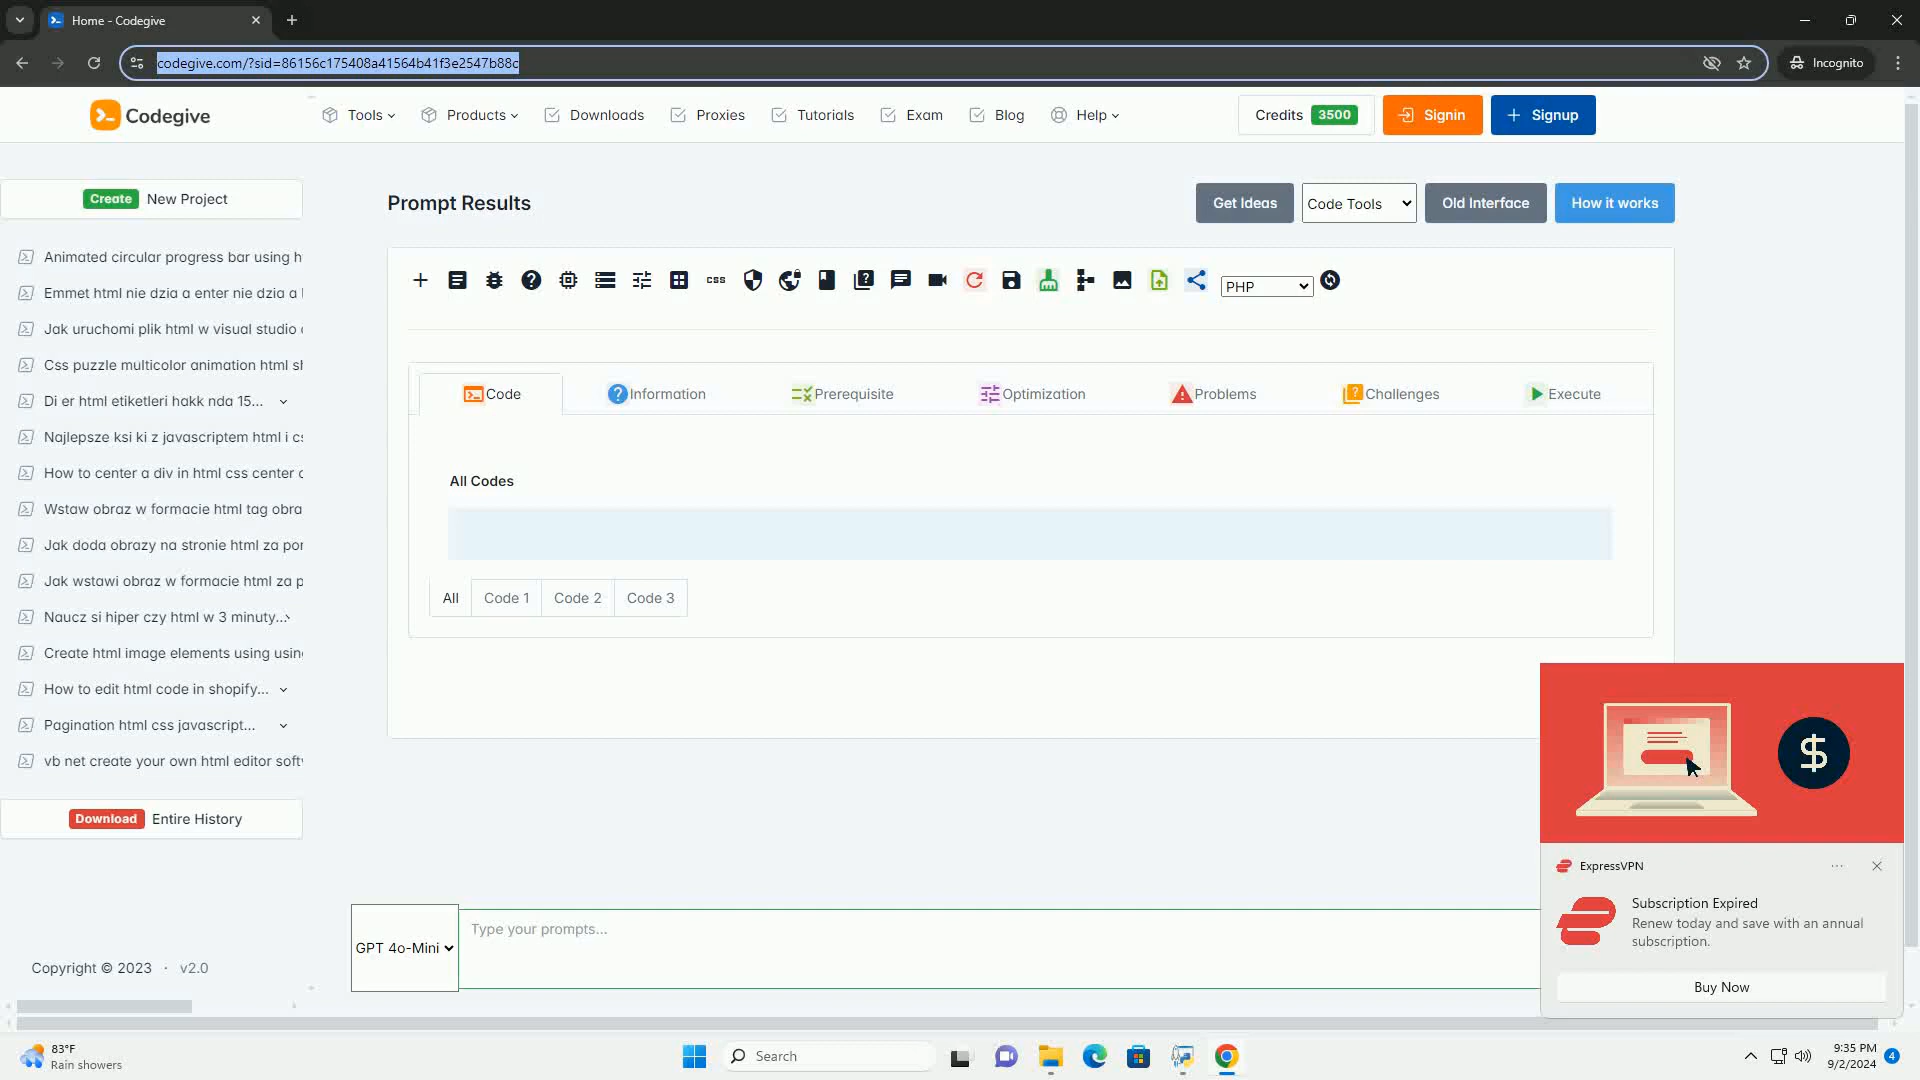 Home - Codegive
codegive.com/?sid=86156c175408a41564b41f3e2547b88c
Incognito
Codegive
Tools
Products
Downloads
Proxies
Tutorials
Exam
Blog
Help
Credits 3500
Signin
Signup
Create New Project
Animated circular progress bar using h
Emmet html nie dzia a enter nie dzia a
Jak uruchomi plik html w visual studio
Css puzzle multicolor animation html sh
Di er html etiketleri hakk nda 15...
Najlepsze ksi ki z javascriptem html i cs
How to center a div in html css center
Wstaw obraz w formacie html tag obra
Jak doda obrazy na stronie html za por
Jak wstawi obraz w formacie html za p
Naucz si hiper czy html w 3 minuty...
Create html image elements using using
How to edit html code in shopify...
Pagination html css javascript...
vb net create your own html editor softw
Download Entire History
Copyright © 2023 · v2.0
Prompt Results
Get Ideas
Code Tools
Old Interface
How it works
css
PHP
Code
Information
Prerequisite
Optimization
Problems
Challenges
Execute
All Codes
All
Code 1
Code 2
Code 3
GPT 4o-Mini
Type your prompts...
ExpressVPN
Subscription Expired
Renew today and save with an annual
subscription.
Buy Now
83°F
Rain showers
Search
9:35 PM
9/2/2024
4